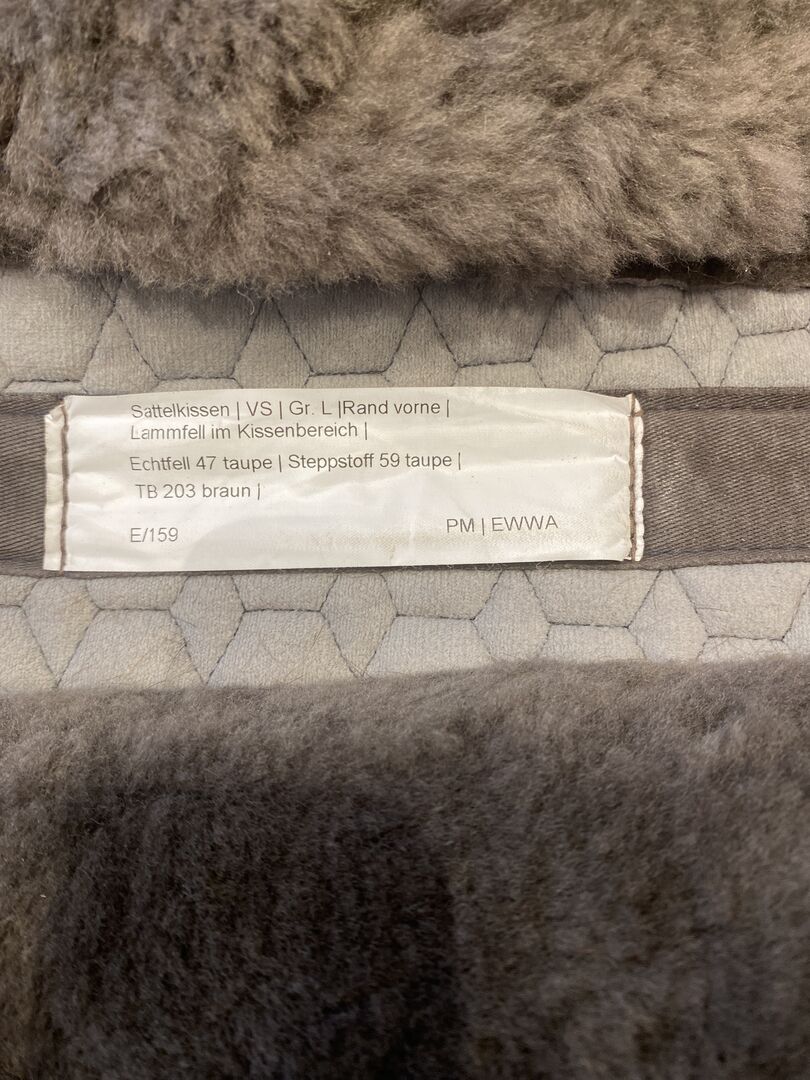 Sattelkissen | VS | Gr. L |Rand vorne |
Lammfell im Kissenbereich |
Echtfell 47 taupe | Steppstoff 59 taupe |
TB 203 braun |
E/159 PM | EWWA